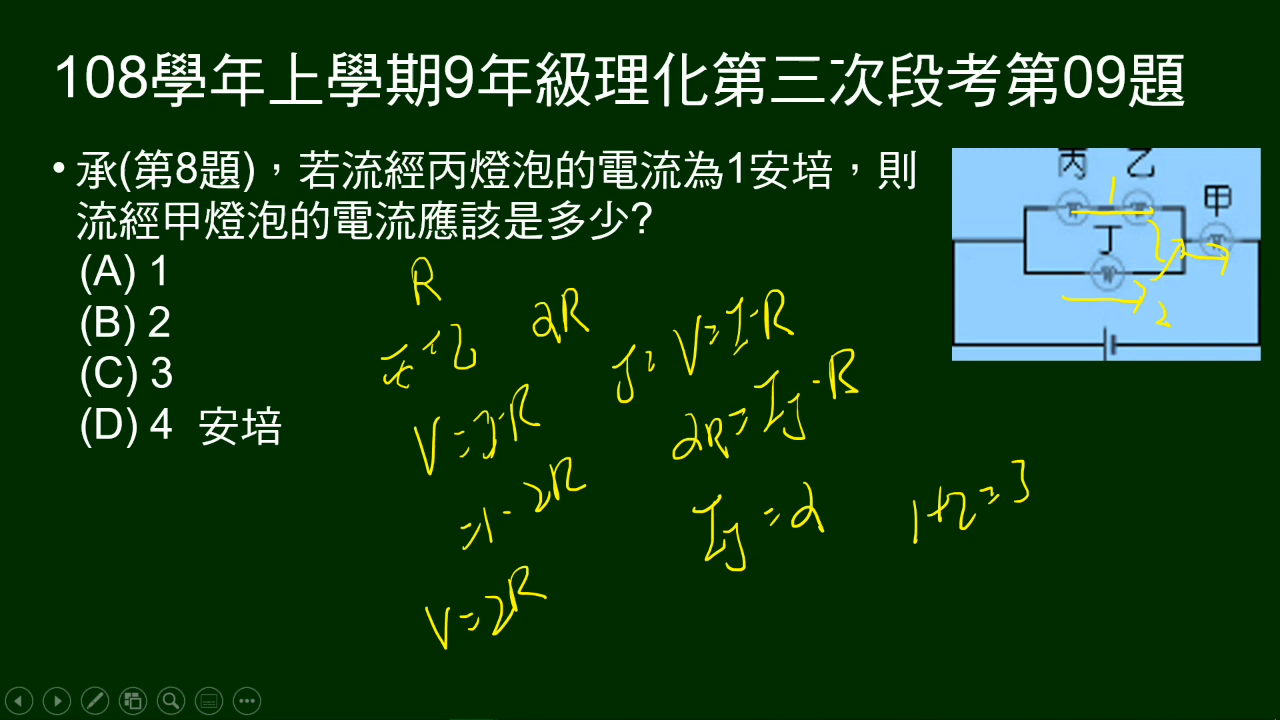 108學年上學期9年級理化第三次段考第09題
• 承(第8題)，若流經丙燈泡的電流為1安培，則
流經甲燈泡的電流應該是多少?
(A) 1
(B) 2
(C) 3
(D) 4 安培
丙 乙
甲
丁
1
2
R
2R
V=I·R
=1·2R
V=2R
丁: V=I·R
2R=I丁·R
I丁=2
1+2=3